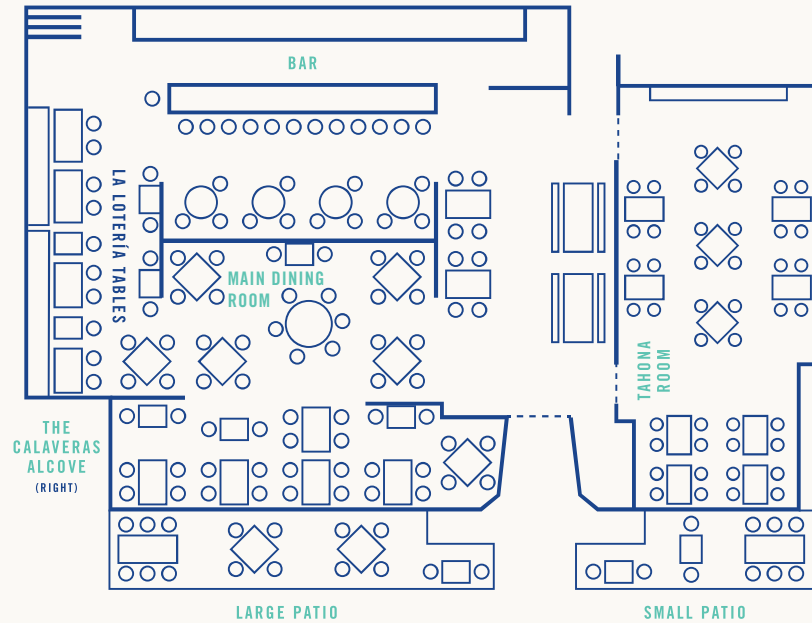 BAR
LA LOTERÍA TABLES
MAIN DINING
ROOM
TAHONA
ROOM
THE
CALAVERAS
ALCOVE
(RIGHT)
LARGE PATIO
SMALL PATIO